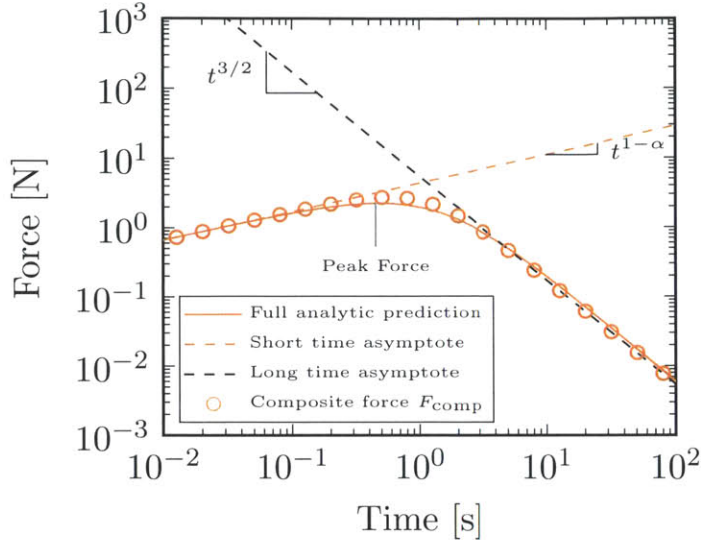 10^3
10^2
10^1
10^0
10^{-1}
10^{-2}
10^{-3}
Force [N]
t^{3/2}
t^{1-α}
Peak Force
Full analytic prediction
Short time asymptote
Long time asymptote
Composite force F_{comp}
10^{-2} 10^{-1} 10^0 10^1 10^2
Time [s]